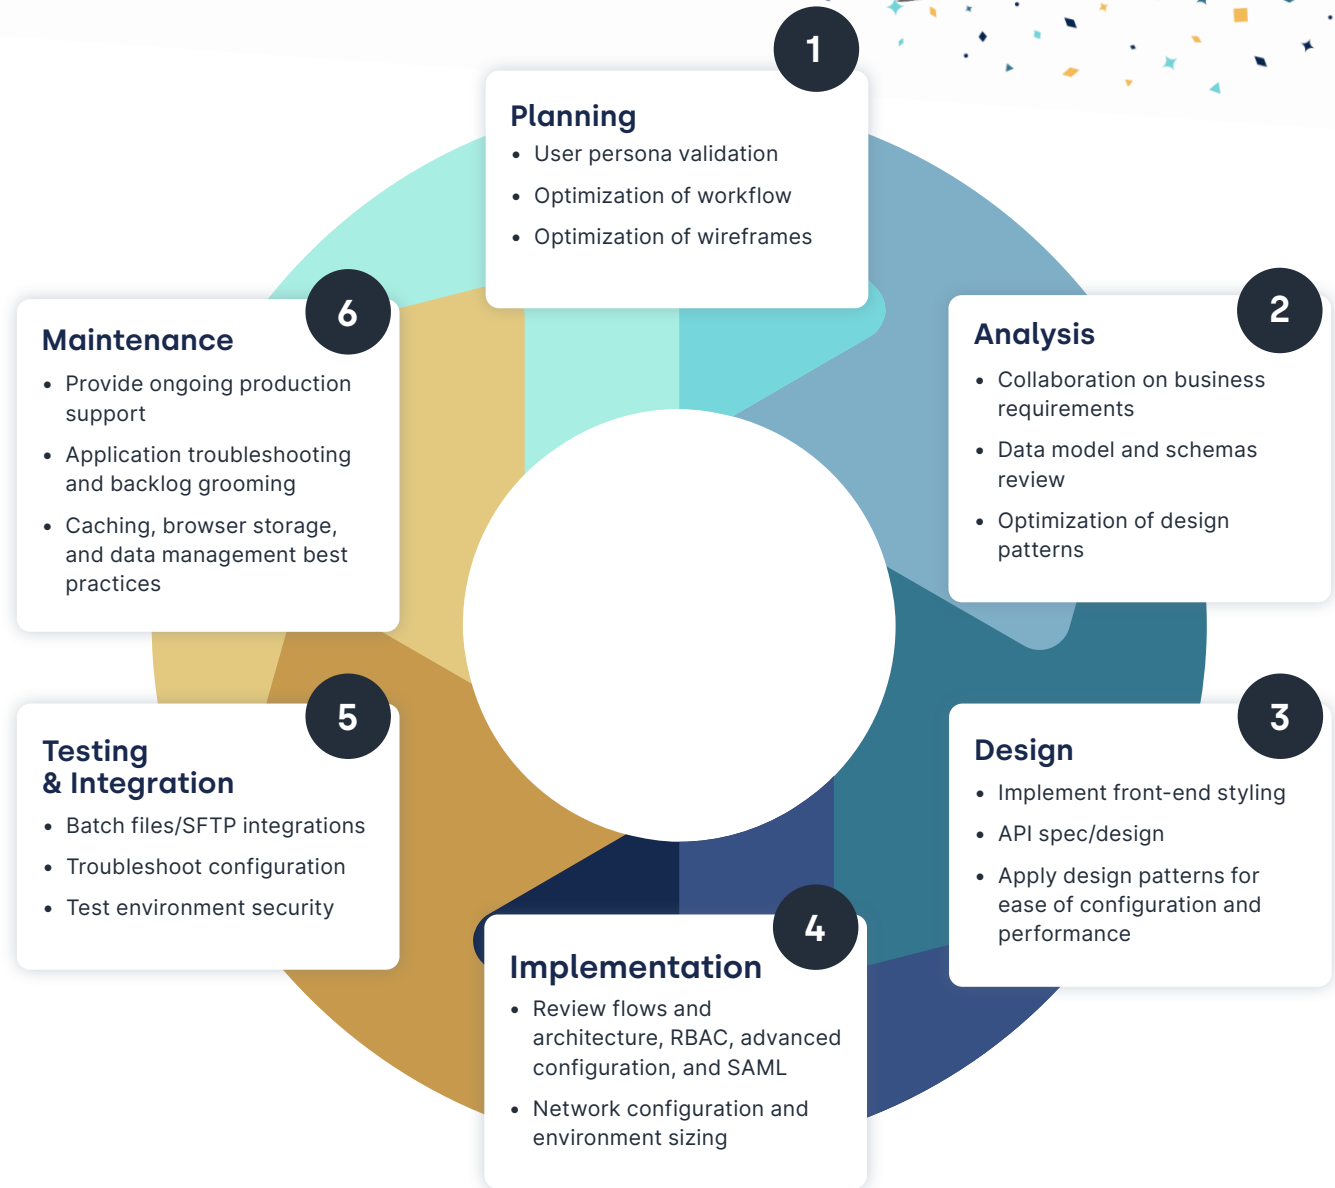 1
Planning
• User persona validation
• Optimization of workflow
• Optimization of wireframes
2
Analysis
• Collaboration on business
requirements
• Data model and schemas
review
• Optimization of design
patterns
3
Design
• Implement front-end styling
• API spec/design
• Apply design patterns for
ease of configuration and
performance
4
Implementation
• Review flows and
architecture, RBAC, advanced
configuration, and SAML
• Network configuration and
environment sizing
5
Testing
& Integration
• Batch files/SFTP integrations
• Troubleshoot configuration
• Test environment security
6
Maintenance
• Provide ongoing production
support
• Application troubleshooting
and backlog grooming
• Caching, browser storage,
and data management best
practices